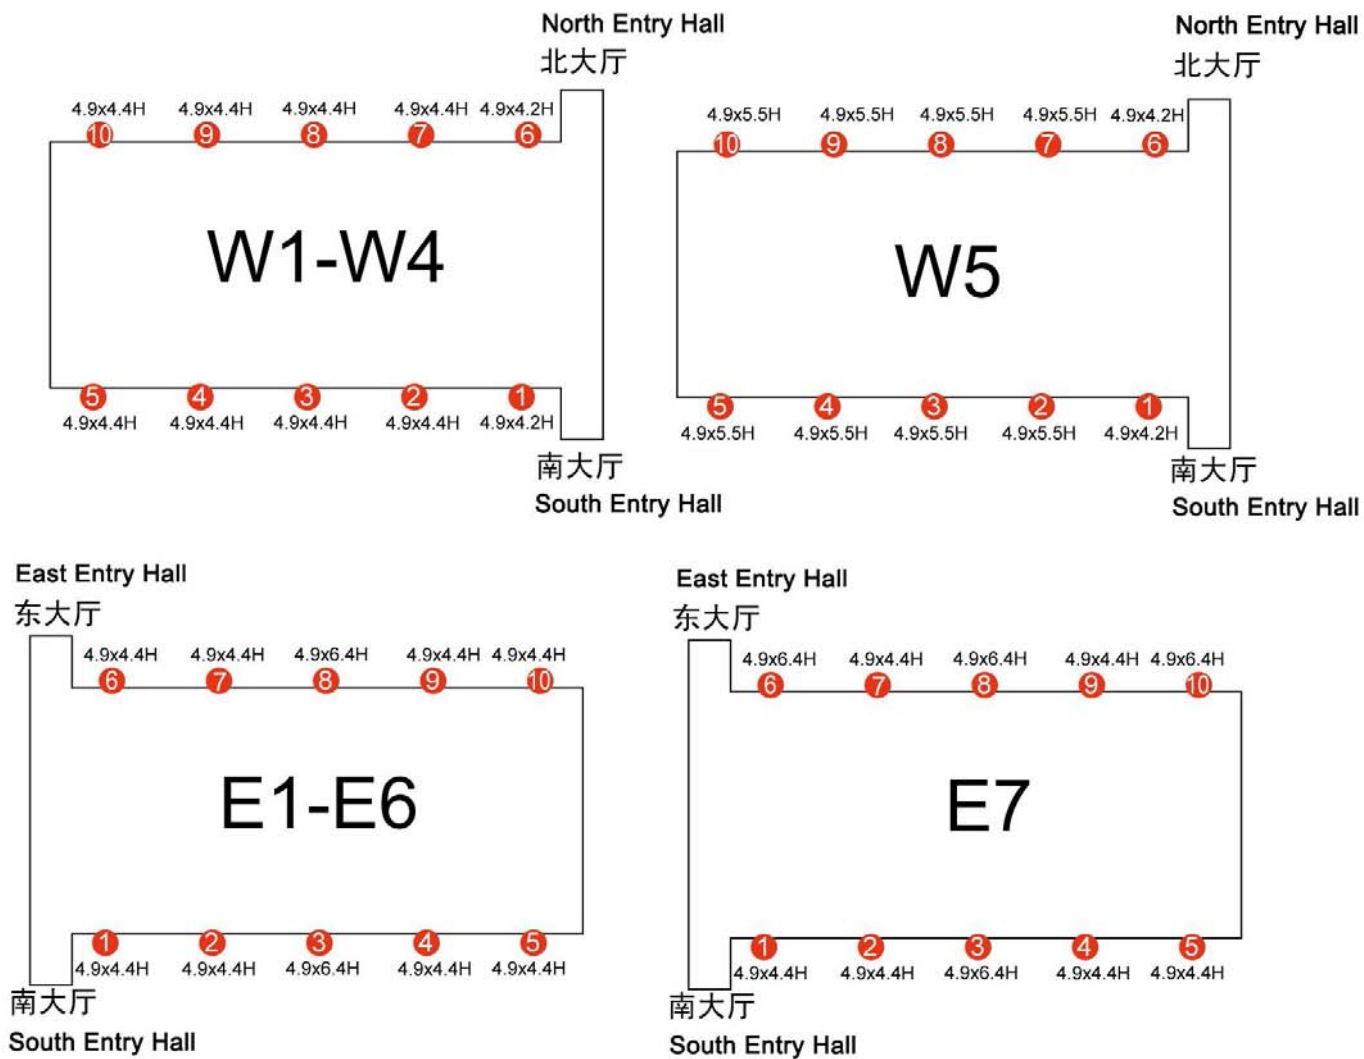 North Entry Hall
北大厅
4.9x4.4H 4.9x4.4H 4.9x4.4H 4.9x4.4H 4.9x4.2H
10 9 8 7 6
W1-W4
5 4 3 2 1
4.9x4.4H 4.9x4.4H 4.9x4.4H 4.9x4.4H 4.9x4.2H
南大厅
South Entry Hall
North Entry Hall
北大厅
4.9x5.5H 4.9x5.5H 4.9x5.5H 4.9x5.5H 4.9x4.2H
10 9 8 7 6
W5
5 4 3 2 1
4.9x5.5H 4.9x5.5H 4.9x5.5H 4.9x5.5H 4.9x4.2H
南大厅
South Entry Hall
East Entry Hall
东大厅
4.9x4.4H 4.9x4.4H 4.9x6.4H 4.9x4.4H 4.9x4.4H
6 7 8 9 10
E1-E6
1 2 3 4 5
4.9x4.4H 4.9x4.4H 4.9x6.4H 4.9x4.4H 4.9x4.4H
南大厅
South Entry Hall
East Entry Hall
东大厅
4.9x6.4H 4.9x4.4H 4.9x6.4H 4.9x4.4H 4.9x6.4H
6 7 8 9 10
E7
1 2 3 4 5
4.9x4.4H 4.9x4.4H 4.9x6.4H 4.9x4.4H 4.9x4.4H
南大厅
South Entry Hall